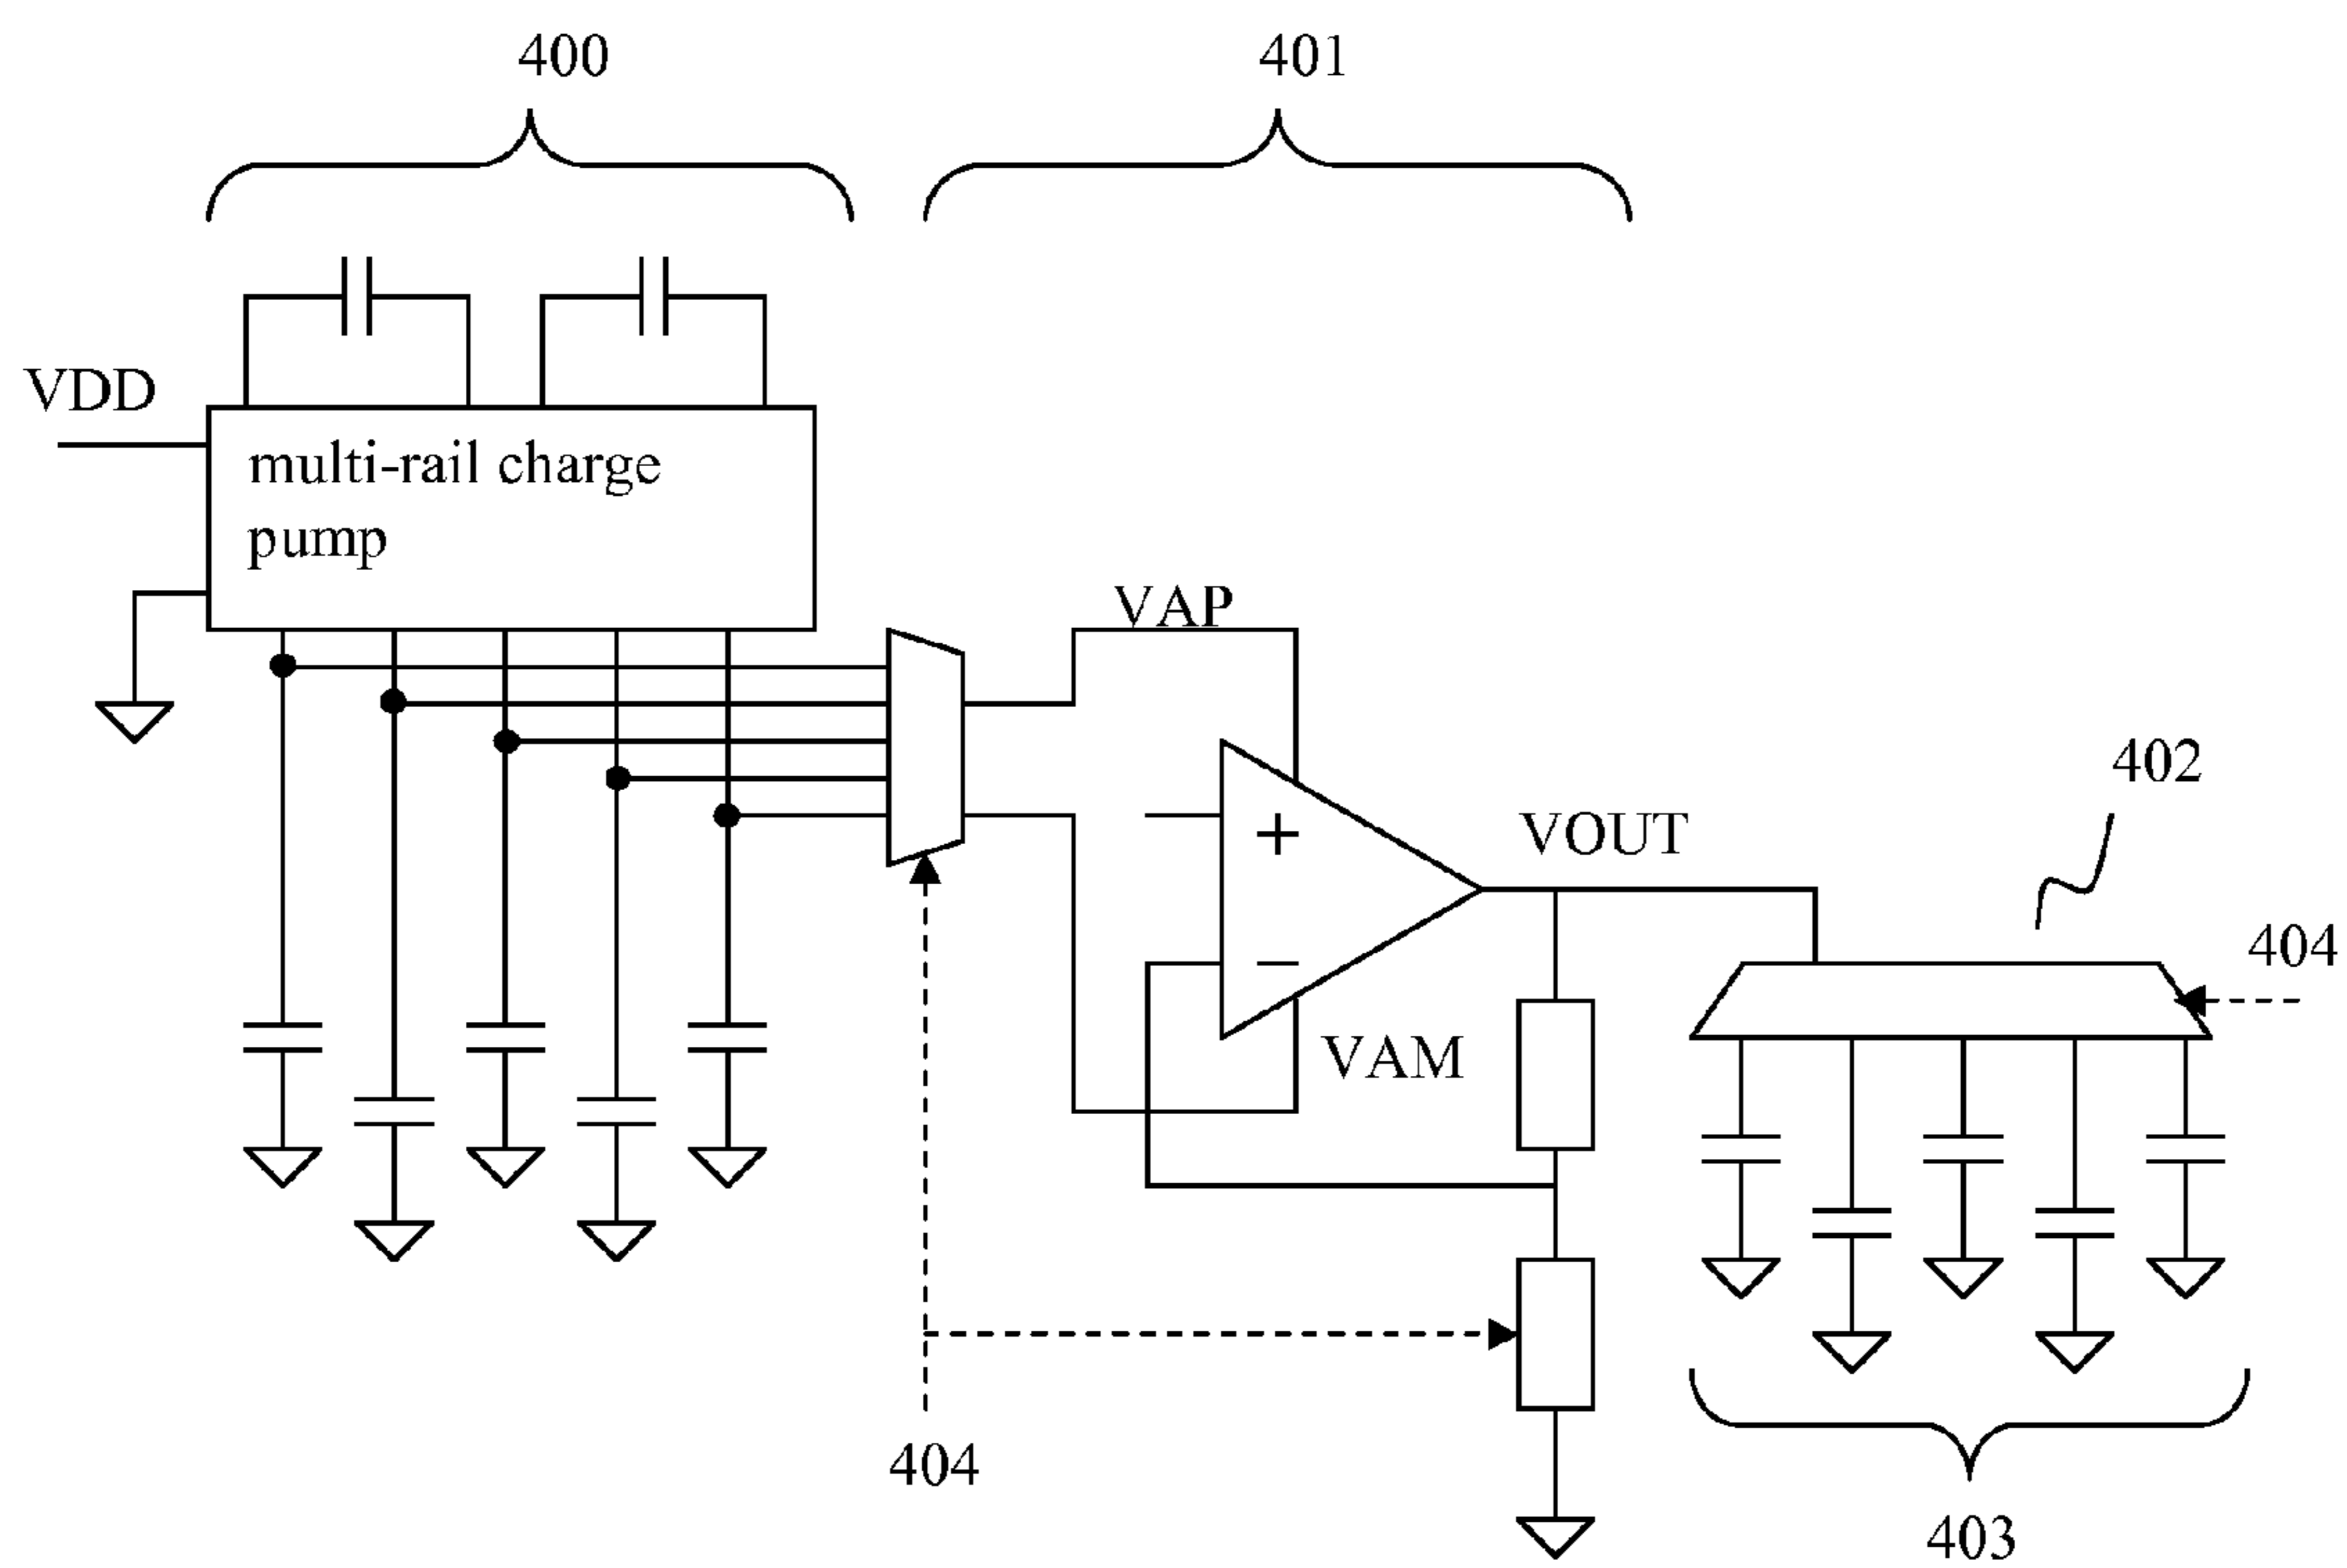 400
401
VDD
multi-rail charge
pump
VAP
402
+
VOUT
404
−
VAM
404
403